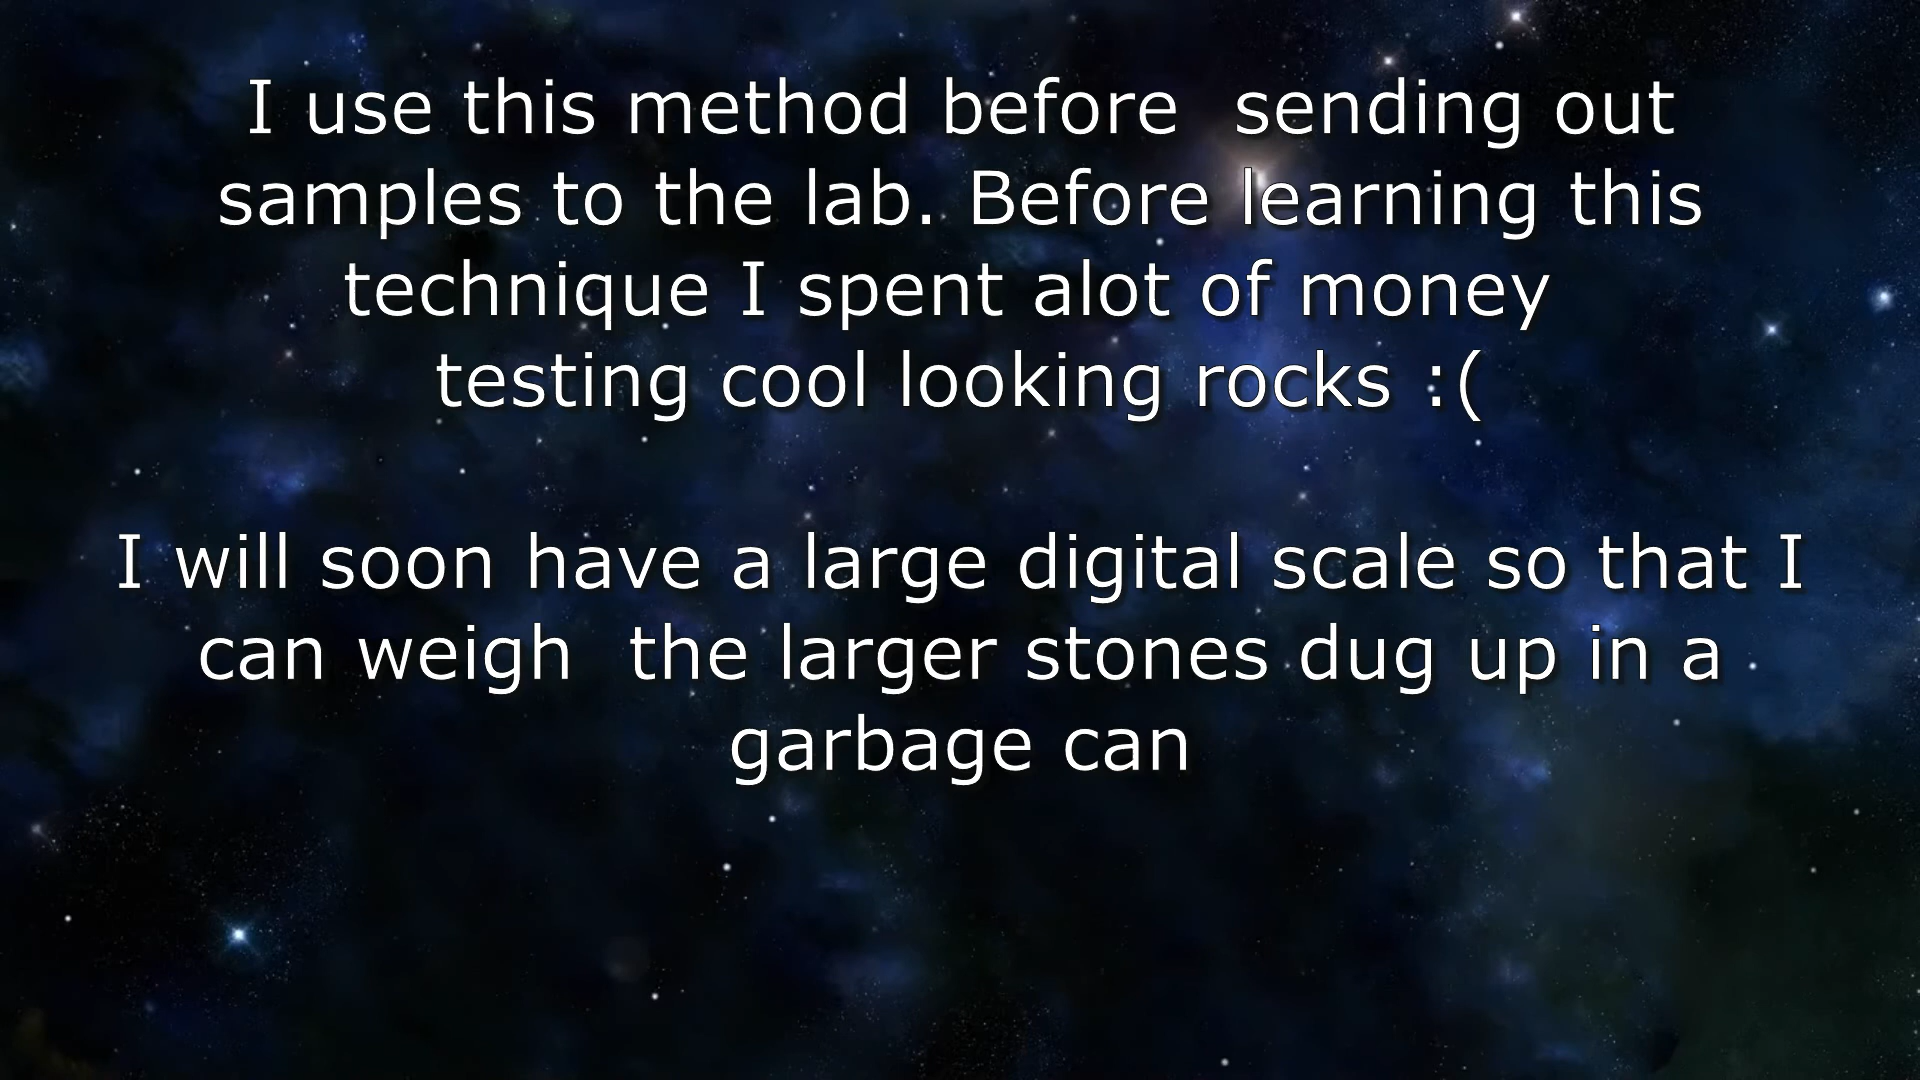 I use this method before  sending out
samples to the lab. Before learning this
technique I spent alot of money
testing cool looking rocks :(
I will soon have a large digital scale so that I
can weigh  the larger stones dug up in a
garbage can